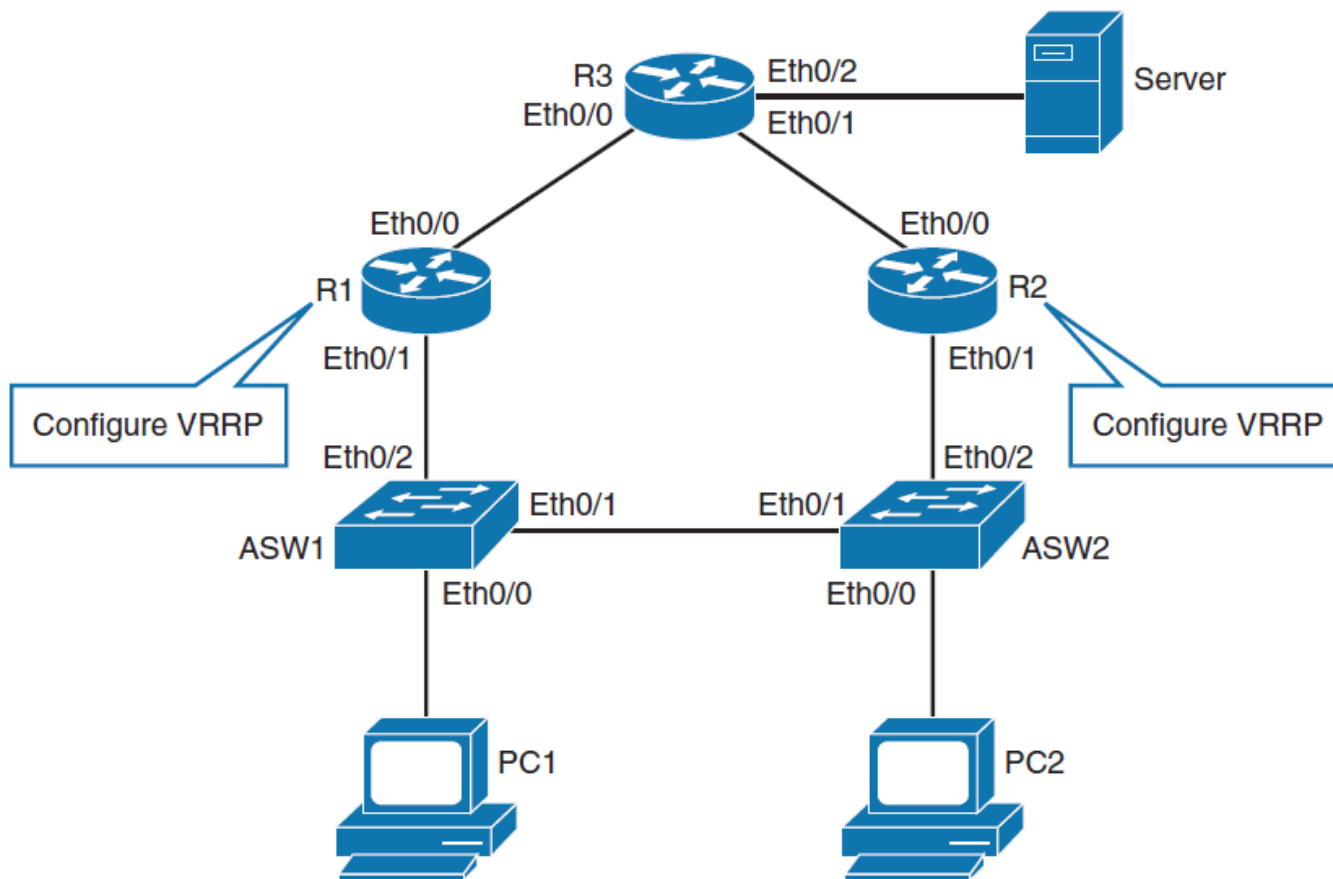 R3
Eth0/2
Server
Eth0/0
Eth0/1
Eth0/0
Eth0/0
R1
R2
Eth0/1
Eth0/1
Configure VRRP
Configure VRRP
Eth0/2
Eth0/2
Eth0/1
Eth0/1
ASW1
ASW2
Eth0/0
Eth0/0
PC1
PC2